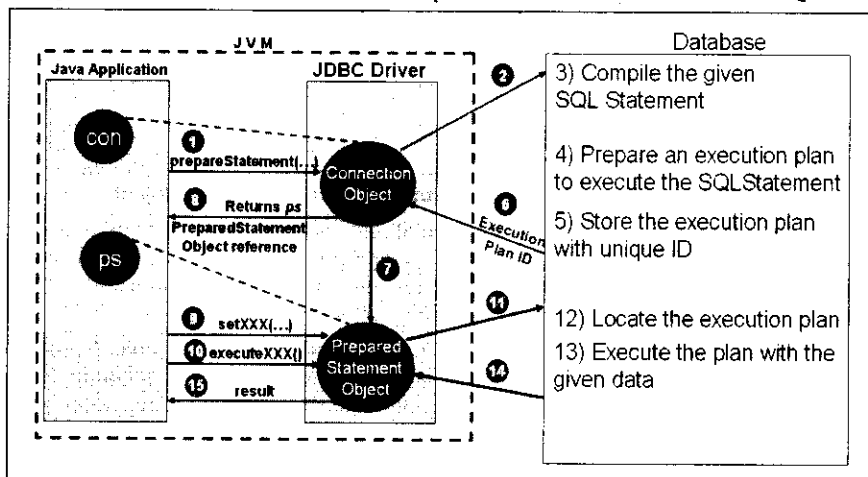 JVM
Java Application
JDBC Driver
Database
con
1
prepareStatement(...)
Connection
Object
2
3) Compile the given
SQL Statement
4) Prepare an execution plan
to execute the SQLStatement
5) Store the execution plan
with unique ID
6
Execution
Plan ID
8
Returns ps
PreparedStatement
Object reference
ps
7
9
setXXX(...)
10
executeXXX()
15
result
Prepared
Statement
Object
11
14
12) Locate the execution plan
13) Execute the plan with the
given data